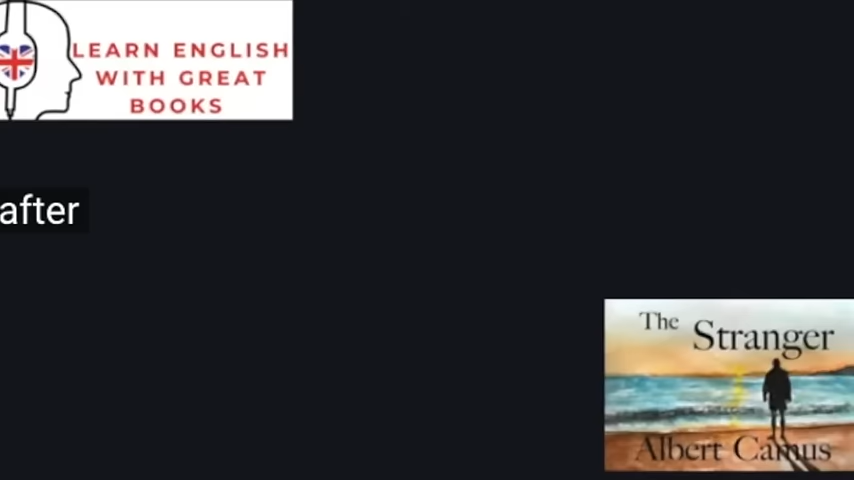 LEARN ENGLISH
WITH GREAT
BOOKS
after
The Stranger
Albert Camus